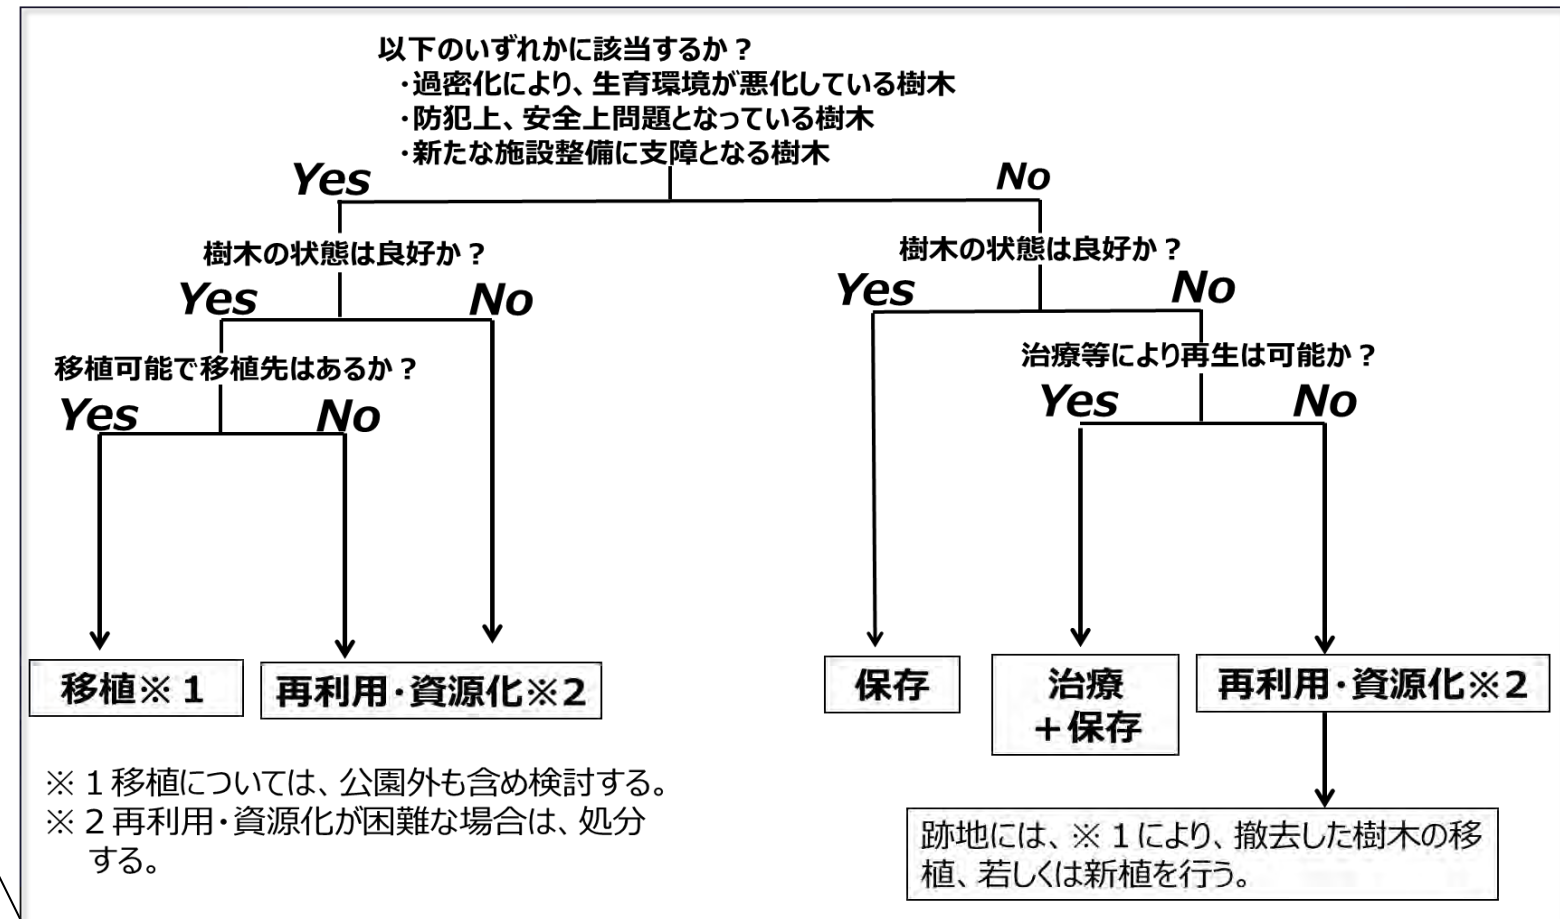 以下のいずれかに該当するか？
・過密化により、生育環境が悪化している樹木
・防犯上、安全上問題となっている樹木
・新たな施設整備に支障となる樹木
Yes
No
樹木の状態は良好か？
Yes
No
移植可能で移植先はあるか？
Yes
No
樹木の状態は良好か？
Yes
No
治療等により再生は可能か？
Yes
No
移植※１
再利用・資源化※2
保存
治療
＋保存
再利用・資源化※2
※１移植については、公園外も含め検討する。
※２再利用・資源化が困難な場合は、処分
する。
跡地には、※１により、撤去した樹木の移
植、若しくは新植を行う。